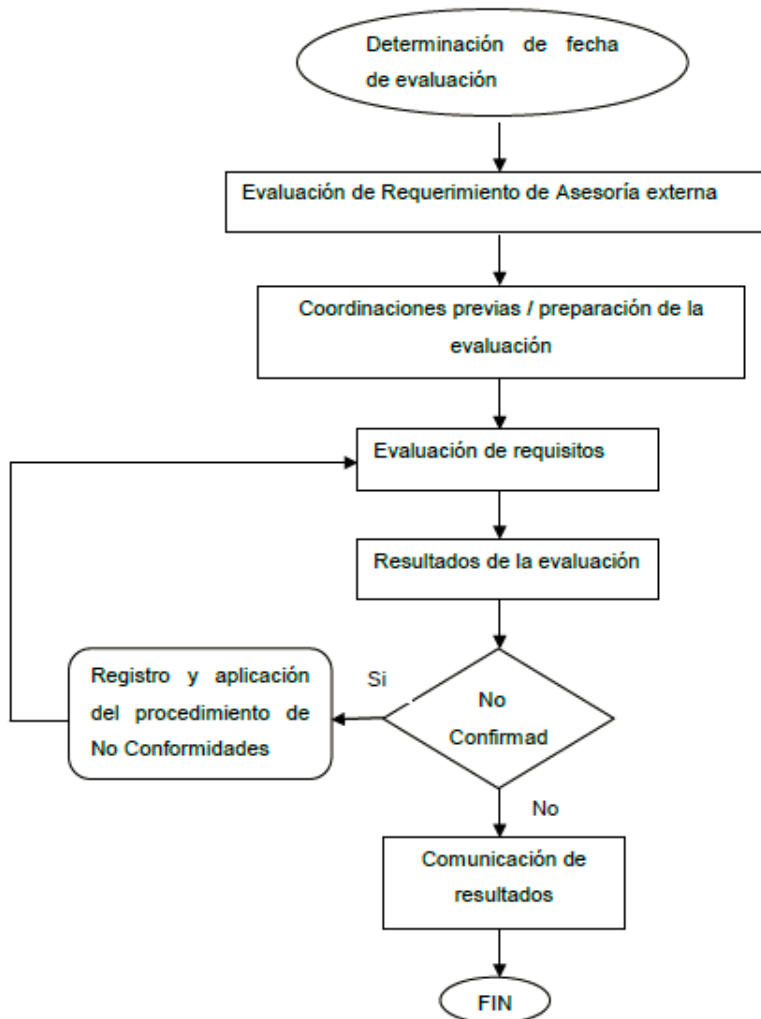 Determinación de fecha
de evaluación
Evaluación de Requerimiento de Asesoría externa
Coordinaciones previas / preparación de la
evaluación
Evaluación de requisitos
Resultados de la evaluación
Registro y aplicación
del procedimiento de
No Conformidades
Si
No
Confirmad
No
Comunicación de
resultados
FIN